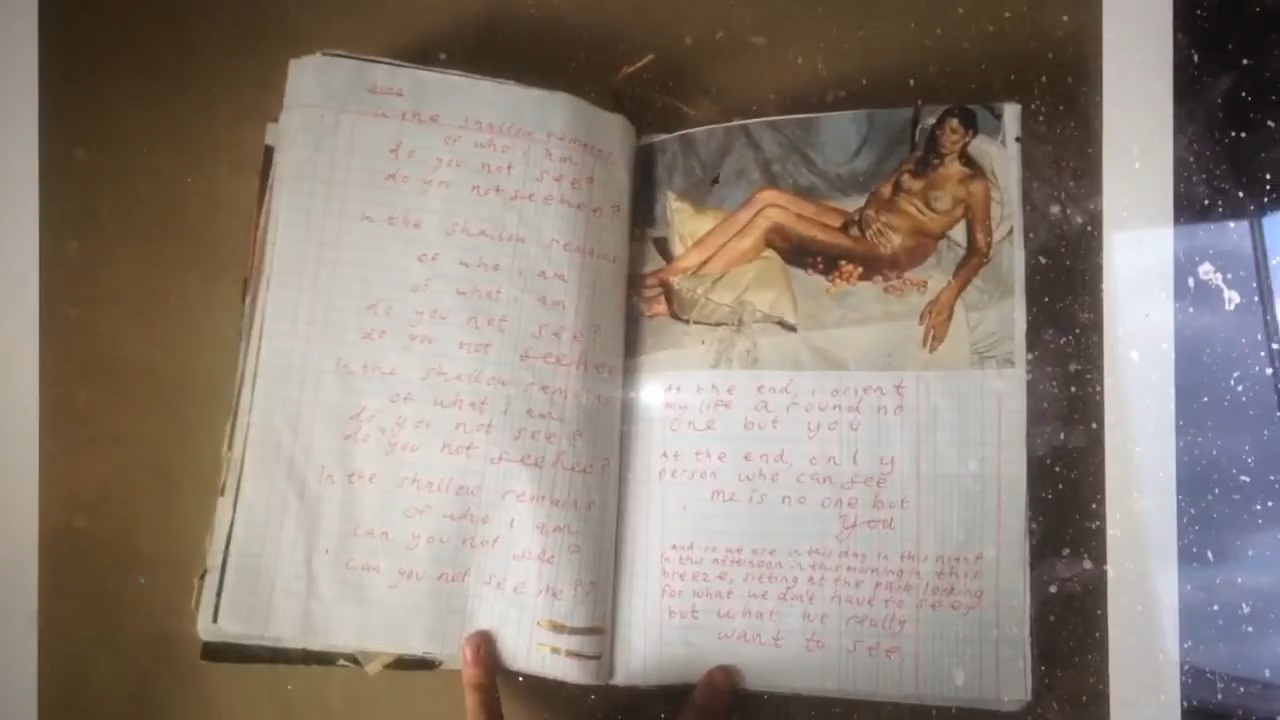 In the shallow remains
of who I am
do you not see?
do you not see her?
In the shallow remains
of who I am
of what I am
do you not see?
do you not see her
In the shallow remain
of what I am
do you not see?
do you not see her?
In the shallow remains
of who I am
can you not see?
can you not see me??
At the end, I orient
my life around no
one but you
At the end, only
person who can see
me is no one but
you
And so we are in this day in this night
in this afternoon in this morning in this
breeze, sitting at the park looking
for what we don't have to see
but what we really
want to see.